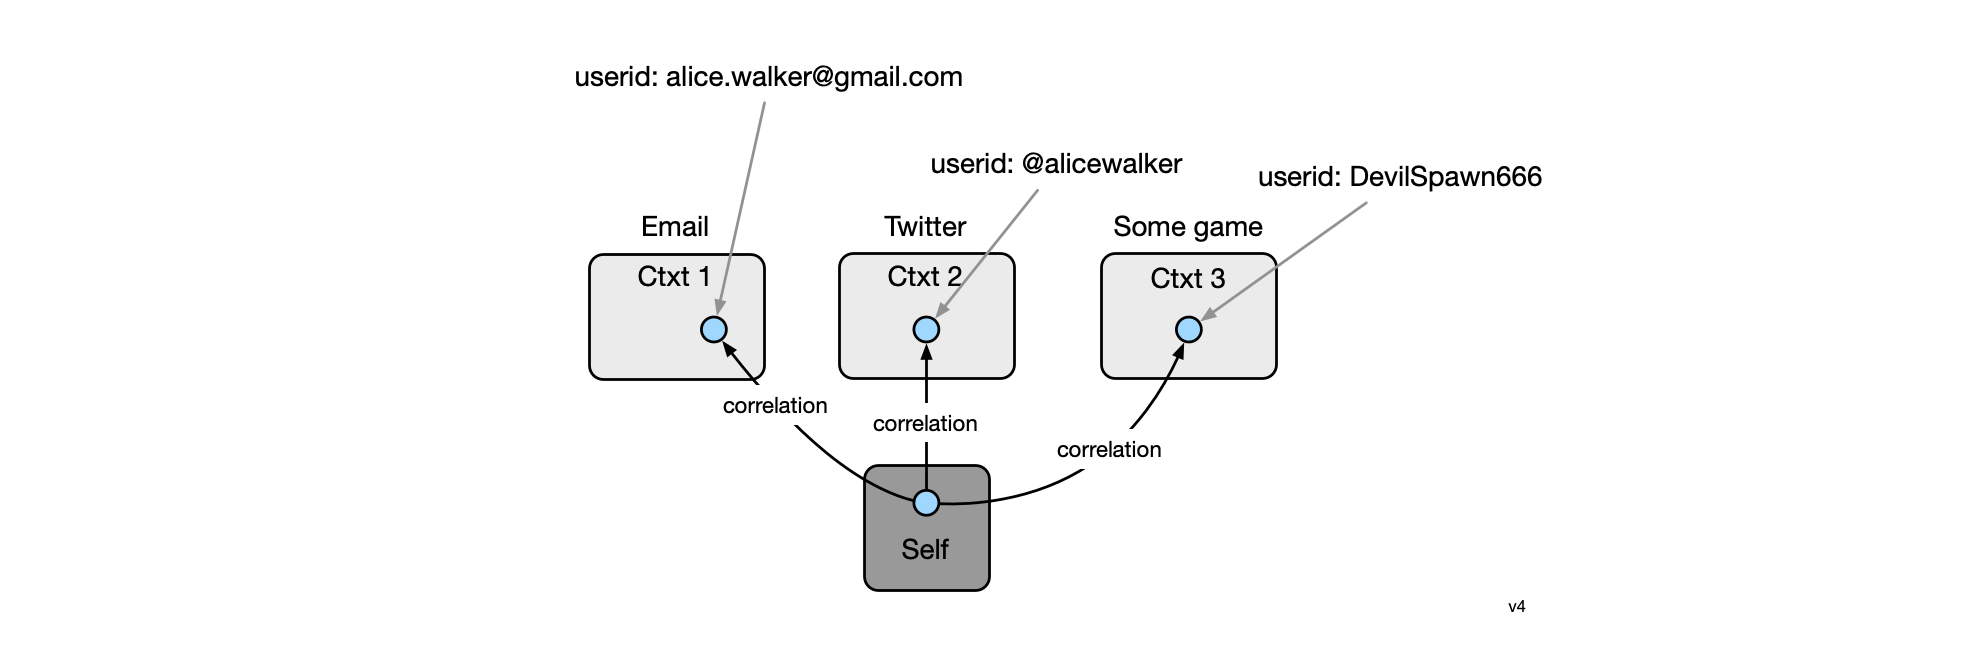 userid: alice.walker@gmail.com
userid: @alicewalker
userid: DevilSpawn666
Email
Twitter
Some game
Ctxt 1
Ctxt 2
Ctxt 3
correlation
correlation
correlation
Self
v4